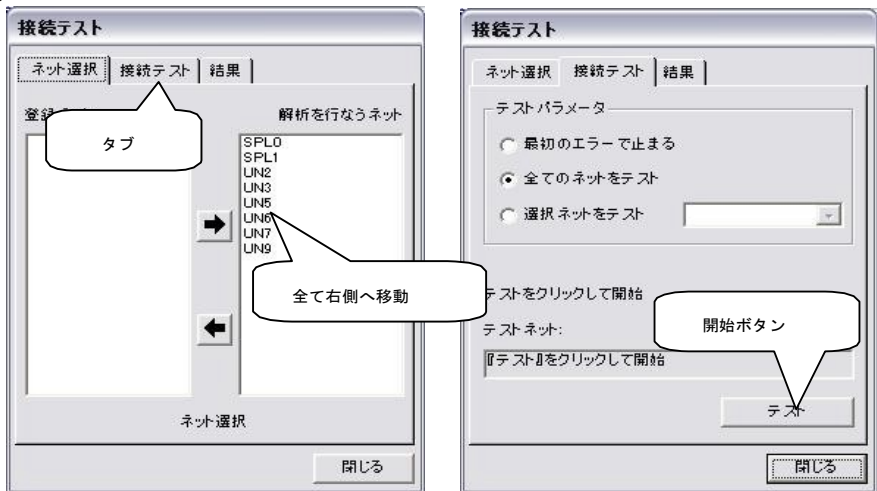 接続テスト
ネット選択 接続テスト 結果
登録
解析を行なうネット
タブ
SPL0
SPL1
UN2
UN3
UN5
UN6
UN7
UN9
全て右側へ移動
ネット選択
閉じる
接続テスト
ネット選択 接続テスト 結果
テストパラメータ
最初のエラーで止まる
全てのネットをテスト
選択ネットをテスト
テストをクリックして開始
開始ボタン
テストネット:
『テスト』をクリックして開始
テスト
閉じる